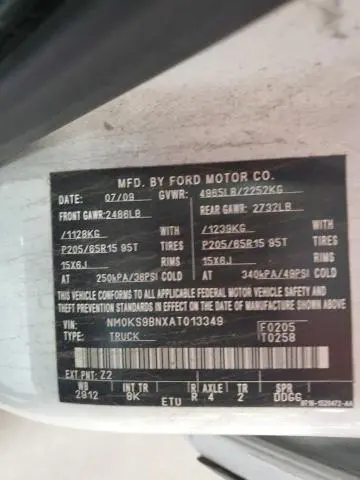 MFD. BY FORD MOTOR CO.
DATE: 07/09 GVWR: 4965LB/2252KG
FRONT GAWR: 2486LB REAR GAWR: 2732LB
/1128KG WITH /1239KG WITH
P205/65R15 95T TIRES P205/65R15 95T TIRES
15X6J RIMS 15X6J RIMS
AT 250kPA/36PSI COLD AT 340kPA/49PSI COLD
THIS VEHICLE CONFORMS TO ALL APPLICABLE FEDERAL MOTOR VEHICLE
SAFETY AND THEFT PREVENTION STANDARDS IN EFFECT ON THE DATE OF
MANUFACTURE SHOWN ABOVE.
VIN: NM0KS9BNXAT013349 F0205
TYPE: TRUCK T0258
EXT PNT: Z2
WB INT TR R AXLE TR SPR
2912 8K R 4 2 DDGG
ETU